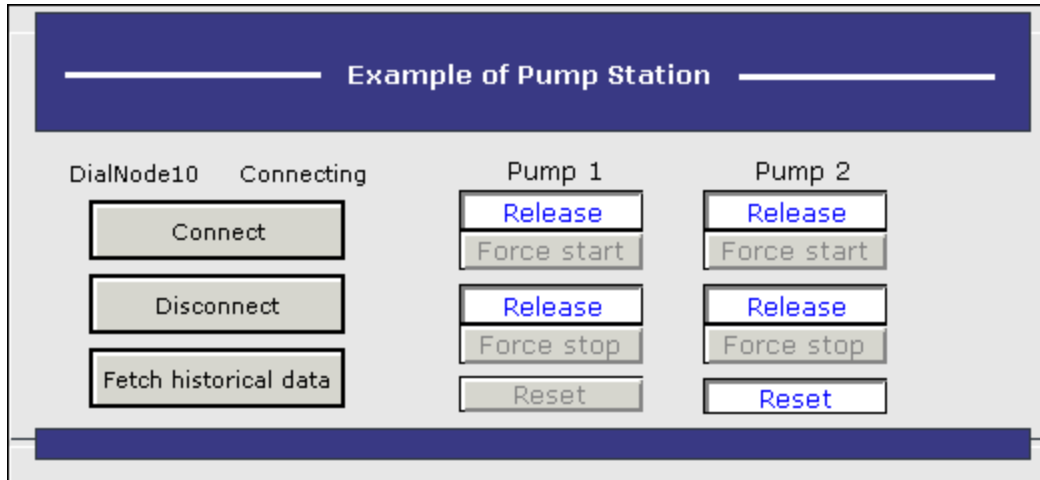 Example of Pump Station
DialNode10 Connecting
Connect
Disconnect
Fetch historical data
Pump 1
Release
Force start
Release
Force stop
Reset
Pump 2
Release
Force start
Release
Force stop
Reset